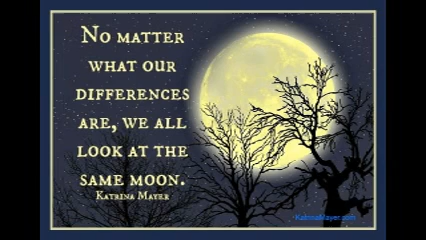 No matter
what our
differences
are, we all
look at the
same moon.
Katrina Mayer
KatrinaMayer.com